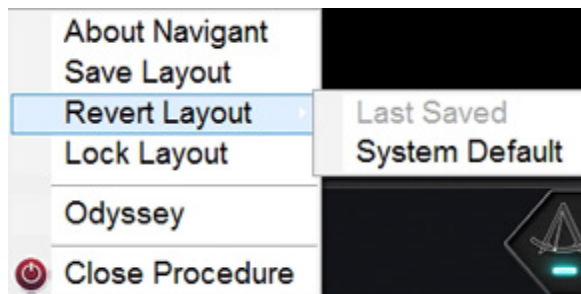 About Navigant
Save Layout
Revert Layout
Last Saved
System Default
Lock Layout
Odyssey
Close Procedure